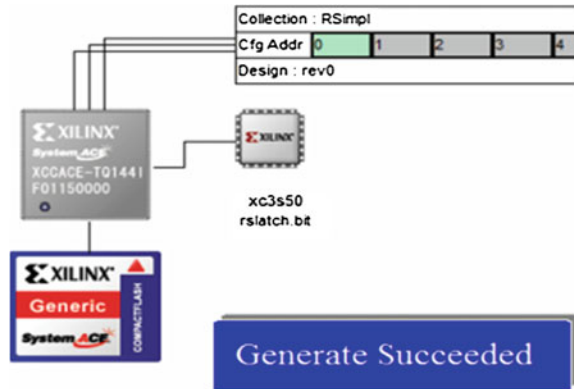 Collection : RSimpl
Cfg Addr 0 1 2 3 4
Design : rev0
XILINX®
System ACE
XCCACE-TQ144I
F01150000
XILINX
xc3s50
rslatch.bit
XILINX®
Generic
System ACE
COMPACTFLASH
Generate Succeeded